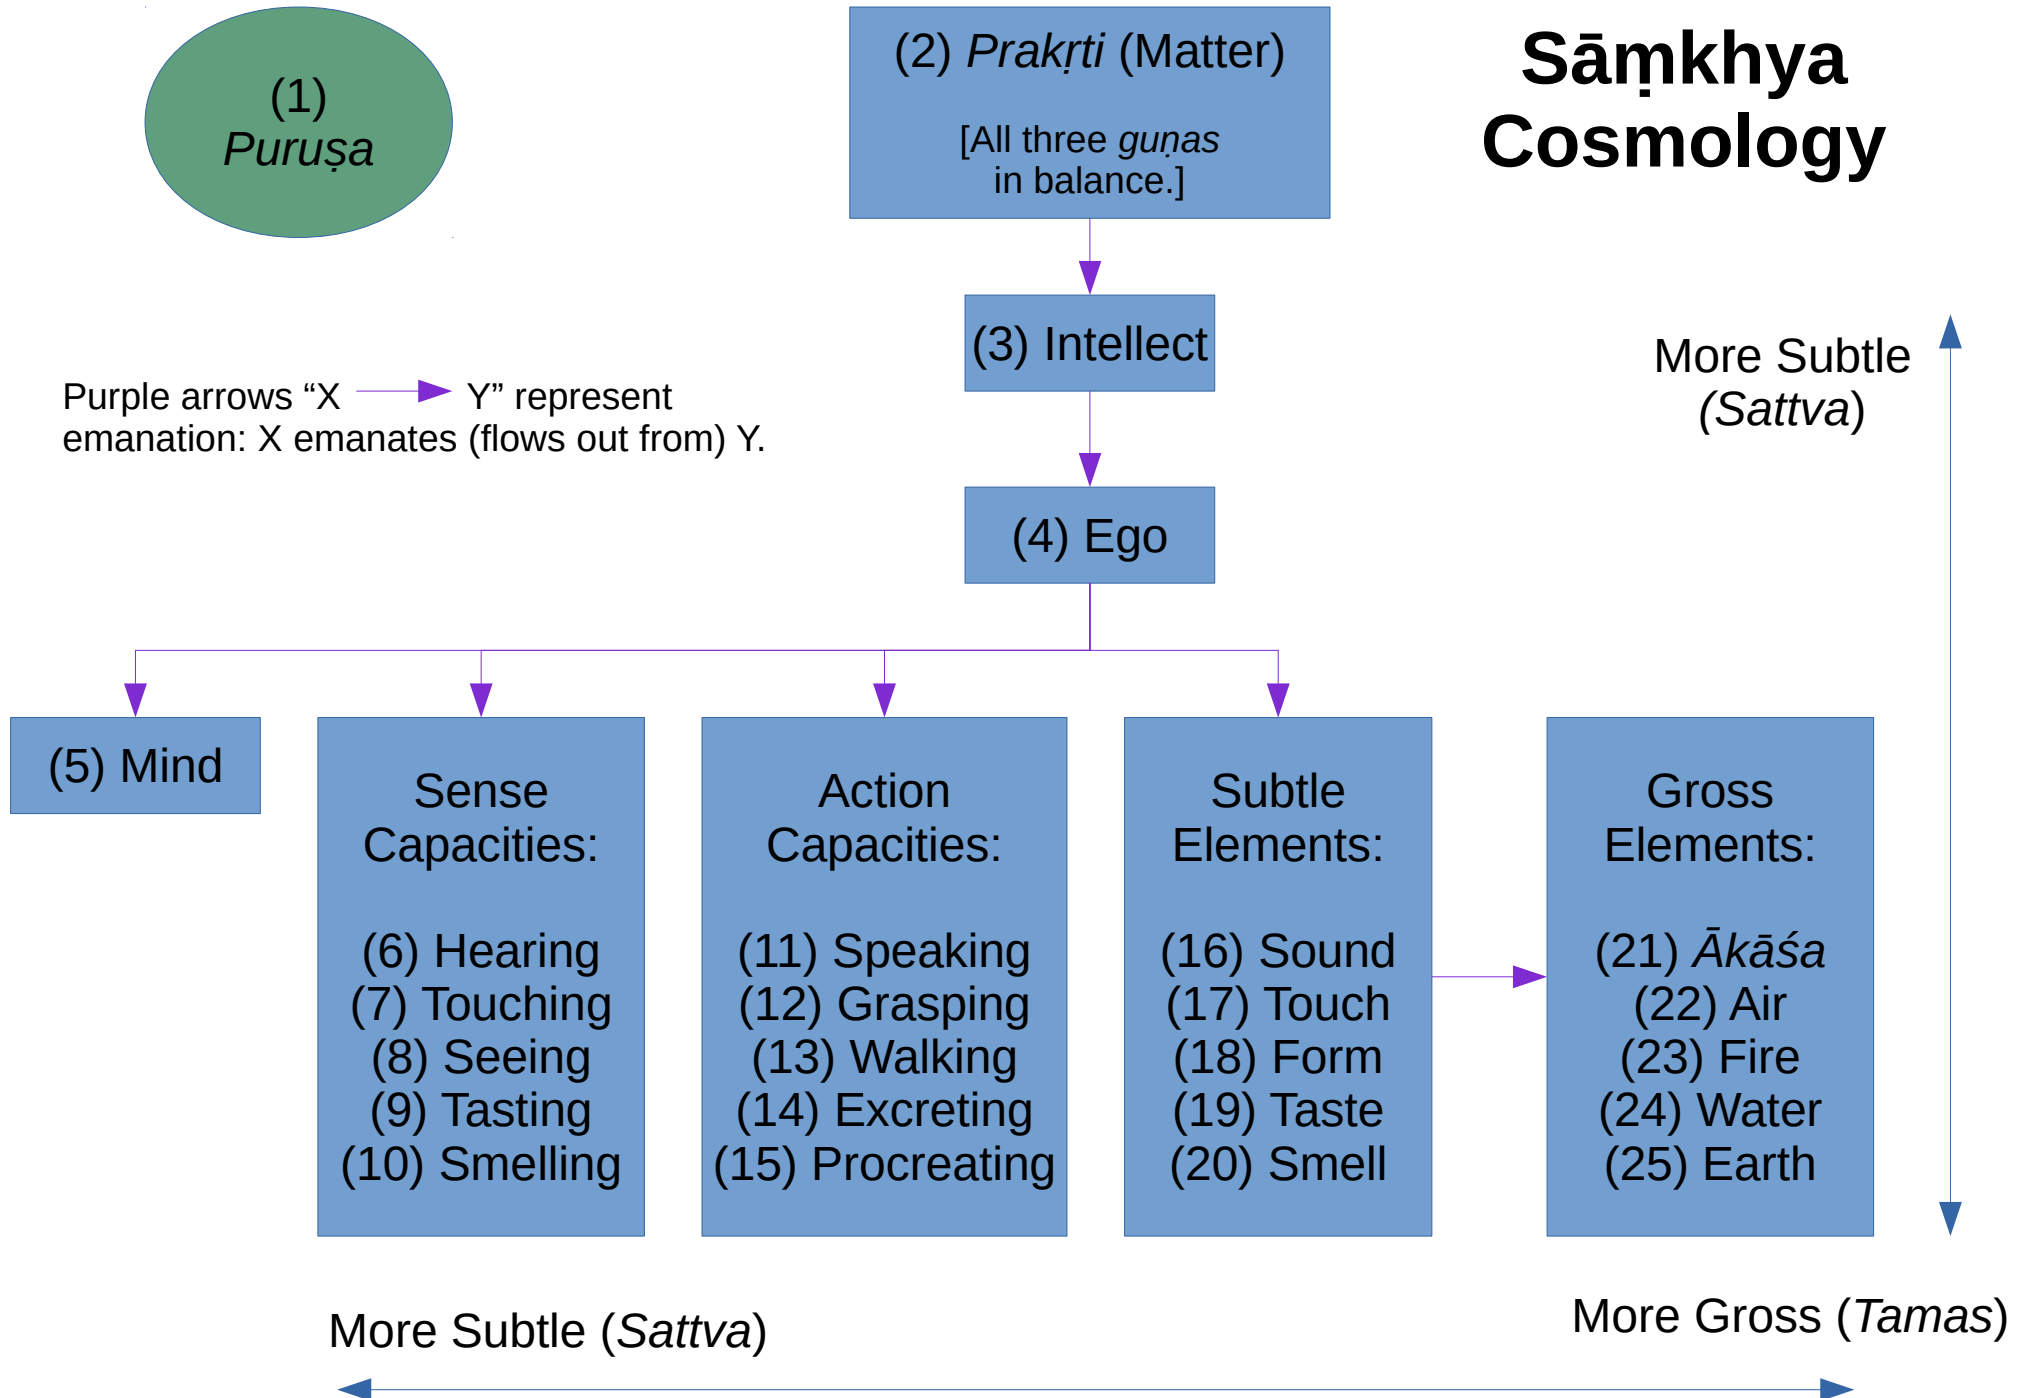 (1)
Puruṣa
(2) Prakṛti (Matter)
[All three guṇas
in balance.]
Sāṃkhya
Cosmology
(3) Intellect
More Subtle
(Sattva)
Purple arrows “X Y” represent
emanation: X emanates (flows out from) Y.
(4) Ego
(5) Mind
Sense
Capacities:
(6) Hearing
(7) Touching
(8) Seeing
(9) Tasting
(10) Smelling
Action
Capacities:
(11) Speaking
(12) Grasping
(13) Walking
(14) Excreting
(15) Procreating
Subtle
Elements:
(16) Sound
(17) Touch
(18) Form
(19) Taste
(20) Smell
Gross
Elements:
(21) Ākāśa
(22) Air
(23) Fire
(24) Water
(25) Earth
More Subtle (Sattva)
More Gross (Tamas)